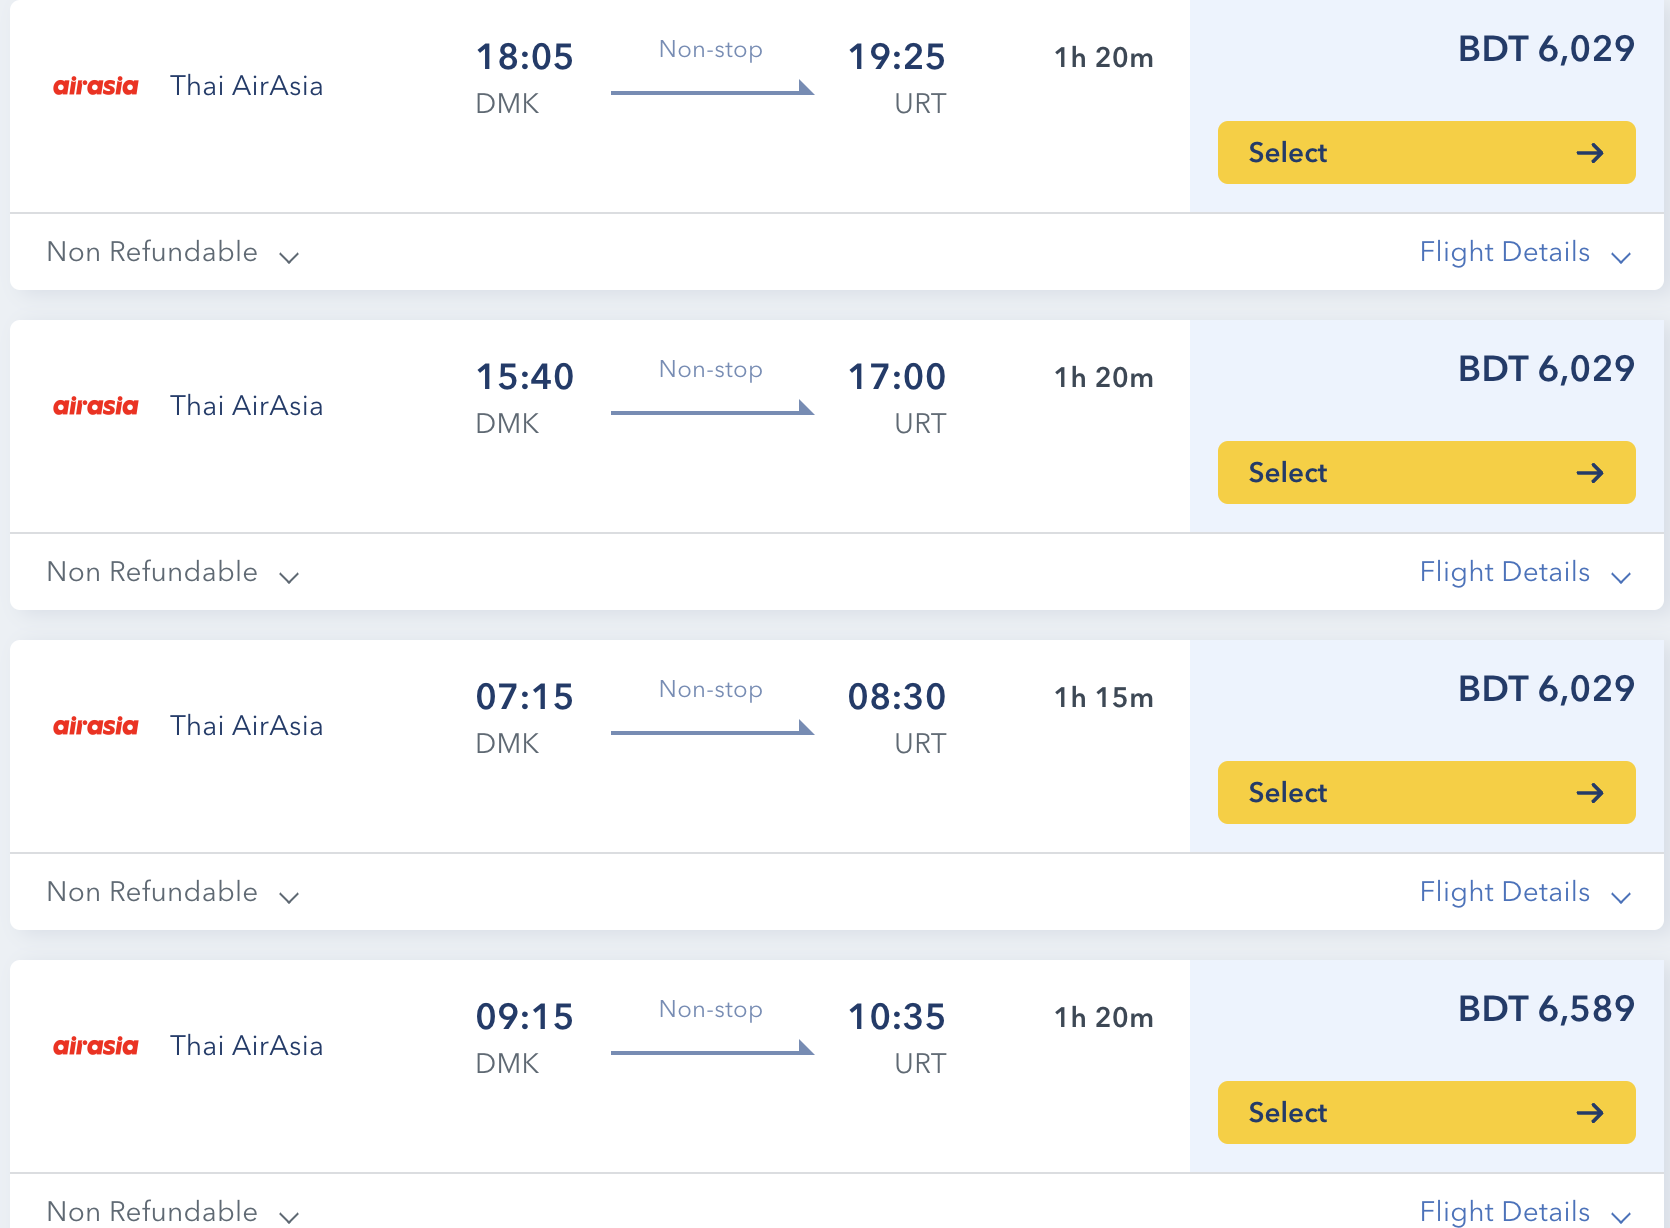 18:05 Non-stop 19:25 1h 20m BDT 6,029
airasia Thai AirAsia
DMK URT
Select
Non Refundable Flight Details
15:40 Non-stop 17:00 1h 20m BDT 6,029
airasia Thai AirAsia
DMK URT
Select
Non Refundable Flight Details
07:15 Non-stop 08:30 1h 15m BDT 6,029
airasia Thai AirAsia
DMK URT
Select
Non Refundable Flight Details
09:15 Non-stop 10:35 1h 20m BDT 6,589
airasia Thai AirAsia
DMK URT
Select
Non Refundable Flight Details